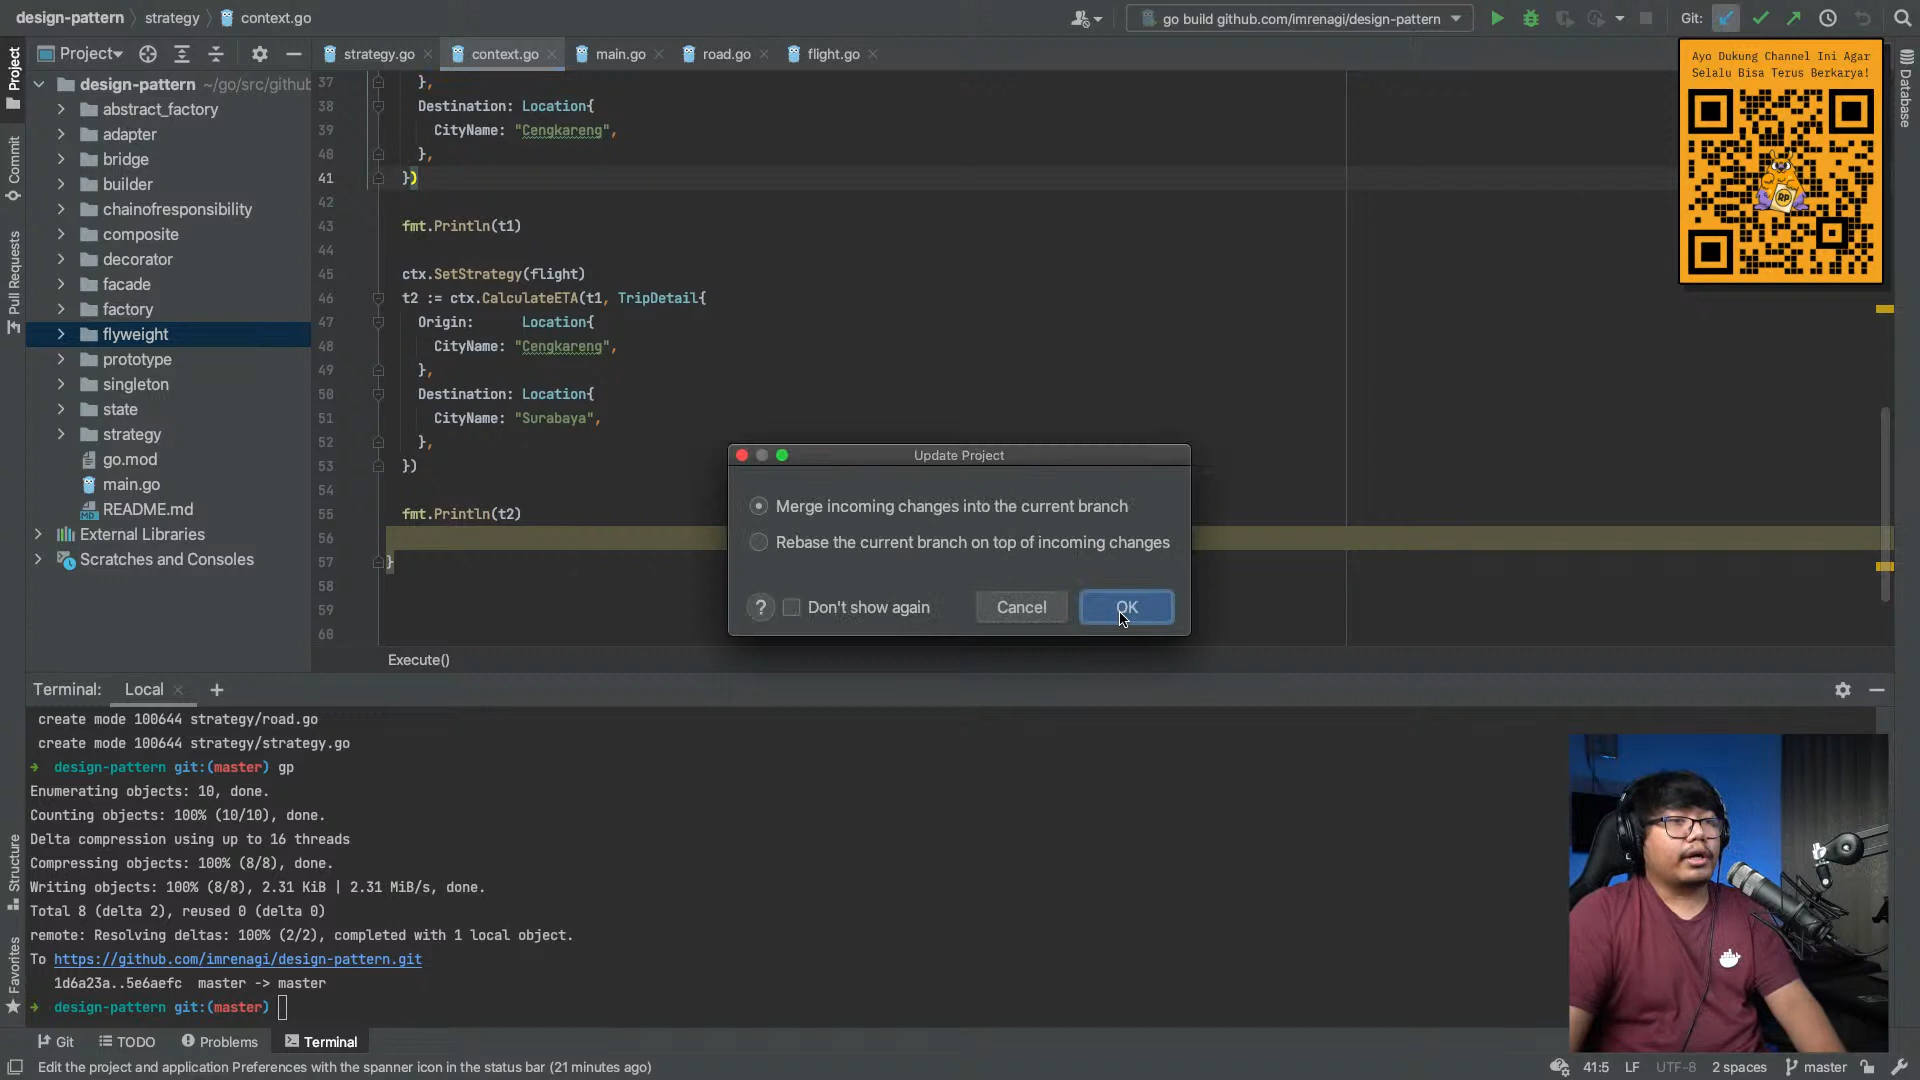 design-pattern strategy context.go
go build github.com/imrenagi/design-pattern
Git:
Project
strategy.go
context.go
main.go
road.go
flight.go
Project
Commit
Pull Requests
Structure
Favorites
Database
design-pattern ~/go/src/github
abstract_factory
adapter
bridge
builder
chainofresponsibility
composite
decorator
facade
factory
flyweight
prototype
singleton
state
strategy
go.mod
main.go
README.md
External Libraries
Scratches and Consoles
37 },
38 Destination: Location{
39 CityName: "Cengkareng",
40 },
41 })
42
43 fmt.Println(t1)
44
45 ctx.SetStrategy(flight)
46 t2 := ctx.CalculateETA(t1, TripDetail{
47 Origin: Location{
48 CityName: "Cengkareng",
49 },
50 Destination: Location{
51 CityName: "Surabaya",
52 },
53 })
54
55 fmt.Println(t2)
56
57 }
58
59
60
Execute()
Ayo Dukung Channel Ini Agar
Selalu Bisa Terus Berkarya!
RP
Update Project
Merge incoming changes into the current branch
Rebase the current branch on top of incoming changes
? Don't show again
Cancel
OK
Terminal: Local
create mode 100644 strategy/road.go
create mode 100644 strategy/strategy.go
design-pattern git:(master) gp
Enumerating objects: 10, done.
Counting objects: 100% (10/10), done.
Delta compression using up to 16 threads
Compressing objects: 100% (8/8), done.
Writing objects: 100% (8/8), 2.31 KiB | 2.31 MiB/s, done.
Total 8 (delta 2), reused 0 (delta 0)
remote: Resolving deltas: 100% (2/2), completed with 1 local object.
To https://github.com/imrenagi/design-pattern.git
1d6a23a..5e6aefc master -> master
design-pattern git:(master)
Git
TODO
Problems
Terminal
Edit the project and application Preferences with the spanner icon in the status bar (21 minutes ago)
41:5 LF UTF-8 2 spaces master